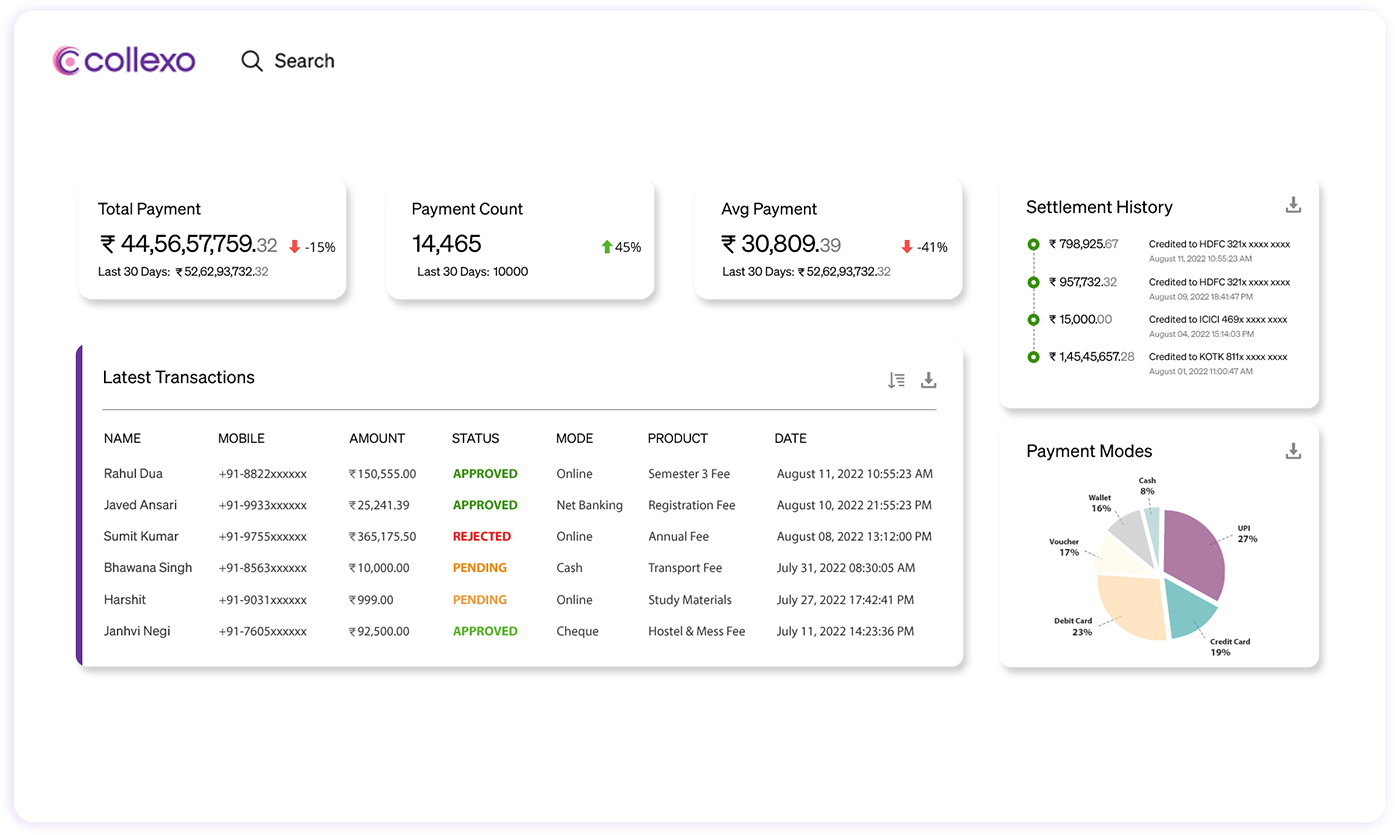 collexo
Search
Total Payment
₹ 44,56,57,759.32 -15%
Last 30 Days: ₹ 52,62,93,732.32
Payment Count
14,465 45%
Last 30 Days: 10000
Avg Payment
₹ 30,809.39 -41%
Last 30 Days: ₹ 52,62,93,732.32
Settlement History
₹ 798,925.67 Credited to HDFC 321x xxxx xxxx
August 11, 2022 10:55:23 AM
₹ 957,732.32 Credited to HDFC 321x xxxx xxxx
August 09, 2022 18:41:47 PM
₹ 15,000.00 Credited to ICICI 469x xxxx xxxx
August 04, 2022 15:14:03 PM
₹ 1,45,45,657.28 Credited to KOTK 811x xxxx xxxx
August 01, 2022 11:00:47 AM
Latest Transactions
NAME MOBILE AMOUNT STATUS MODE PRODUCT DATE
Rahul Dua +91-8822xxxxxx ₹150,555.00 APPROVED Online Semester 3 Fee August 11, 2022 10:55:23 AM
Javed Ansari +91-9933xxxxxx ₹25,241.39 APPROVED Net Banking Registration Fee August 10, 2022 21:55:23 PM
Sumit Kumar +91-9755xxxxxx ₹365,175.50 REJECTED Online Annual Fee August 08, 2022 13:12:00 PM
Bhawana Singh +91-8563xxxxxx ₹10,000.00 PENDING Cash Transport Fee July 31, 2022 08:30:05 AM
Harshit +91-9031xxxxxx ₹999.00 PENDING Online Study Materials July 27, 2022 17:42:41 PM
Janhvi Negi +91-7605xxxxxx ₹92,500.00 APPROVED Cheque Hostel & Mess Fee July 11, 2022 14:23:36 PM
Payment Modes
Cash
8%
Wallet
16%
UPI
27%
Voucher
17%
Debit Card
23%
Credit Card
19%